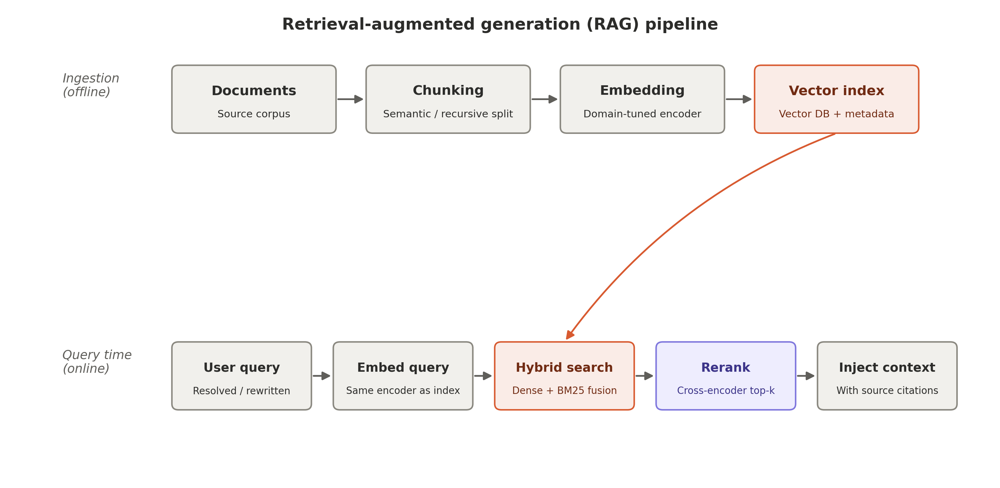 Retrieval-augmented generation (RAG) pipeline
Ingestion
(offline)
Documents
Source corpus
Chunking
Semantic / recursive split
Embedding
Domain-tuned encoder
Vector index
Vector DB + metadata
Query time
(online)
User query
Resolved / rewritten
Embed query
Same encoder as index
Hybrid search
Dense + BM25 fusion
Rerank
Cross-encoder top-k
Inject context
With source citations